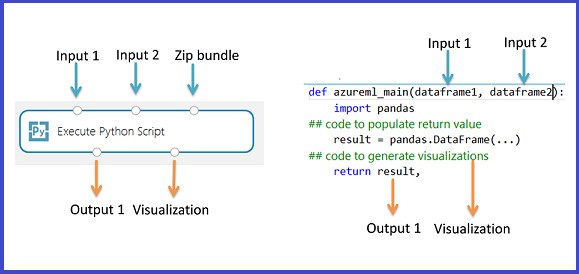 Input 1 Input 2 Zip bundle
Py Execute Python Script
Output 1 Visualization
Input 1 Input 2
def azureml_main(dataframe1, dataframe2):
import pandas
## code to populate return value
result = pandas.DataFrame(...)
## code to generate visualizations
return result,
Output 1 Visualization